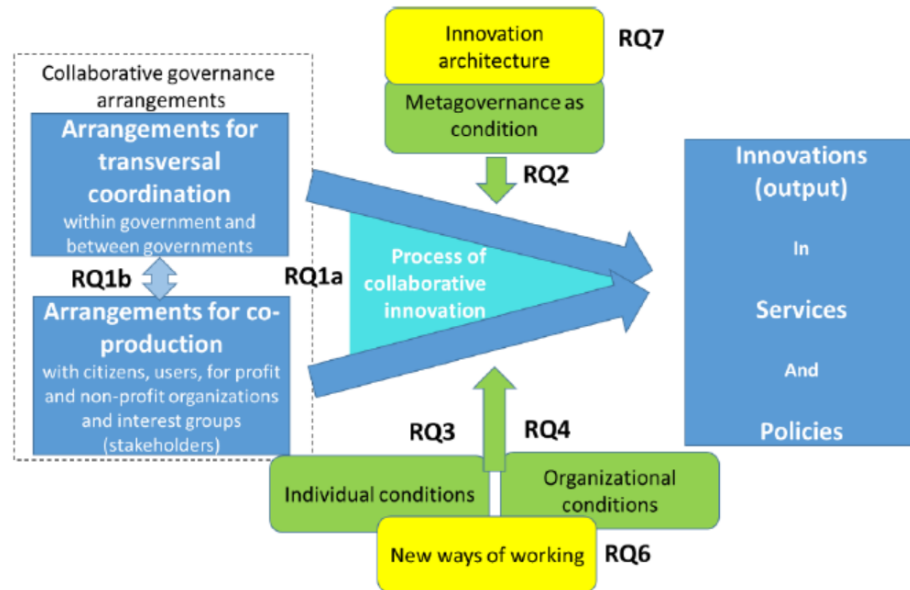 Innovation
architecture
RQ7
Metagovernance as
condition
RQ2
Collaborative governance
arrangements
Arrangements for
transversal
coordination
within government and
between governments
RQ1b
RQ1a
Arrangements for co-
production
with citizens, users, for profit
and non-profit organizations
and interest groups
(stakeholders)
Process of
collaborative
innovation
Innovations
(output)
In
Services
And
Policies
RQ3
RQ4
Individual conditions
Organizational
conditions
New ways of working
RQ6